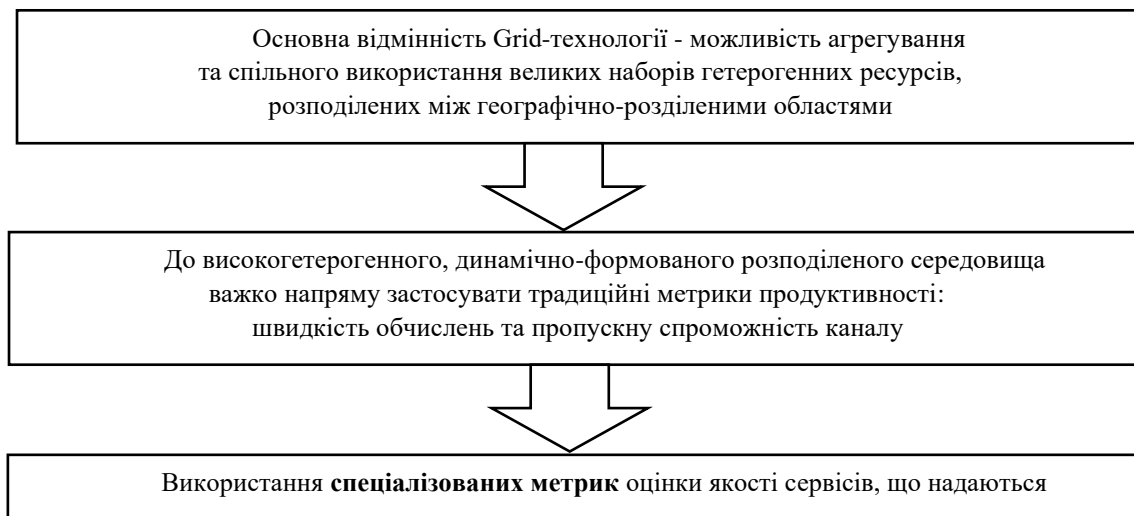 Основна відмінність Grid-технології - можливість агрегування
та спільного використання великих наборів гетерогенних ресурсів,
розподілених між географічно-розділеними областями
До високогетерогенного, динамічно-формованого розподіленого середовища
важко напряму застосувати традиційні метрики продуктивності:
швидкість обчислень та пропускну спроможність каналу
Використання спеціалізованих метрик оцінки якості сервісів, що надаються